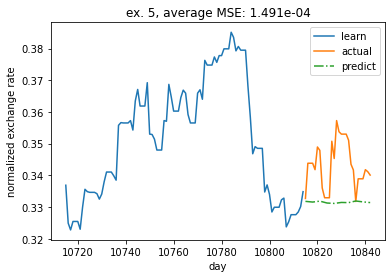 ex. 5, average MSE: 1.491e-04
learn
actual
predict
normalized exchange rate
0.38
0.37
0.36
0.35
0.34
0.33
0.32
10720
10740
10760
10780
10800
10820
10840
day